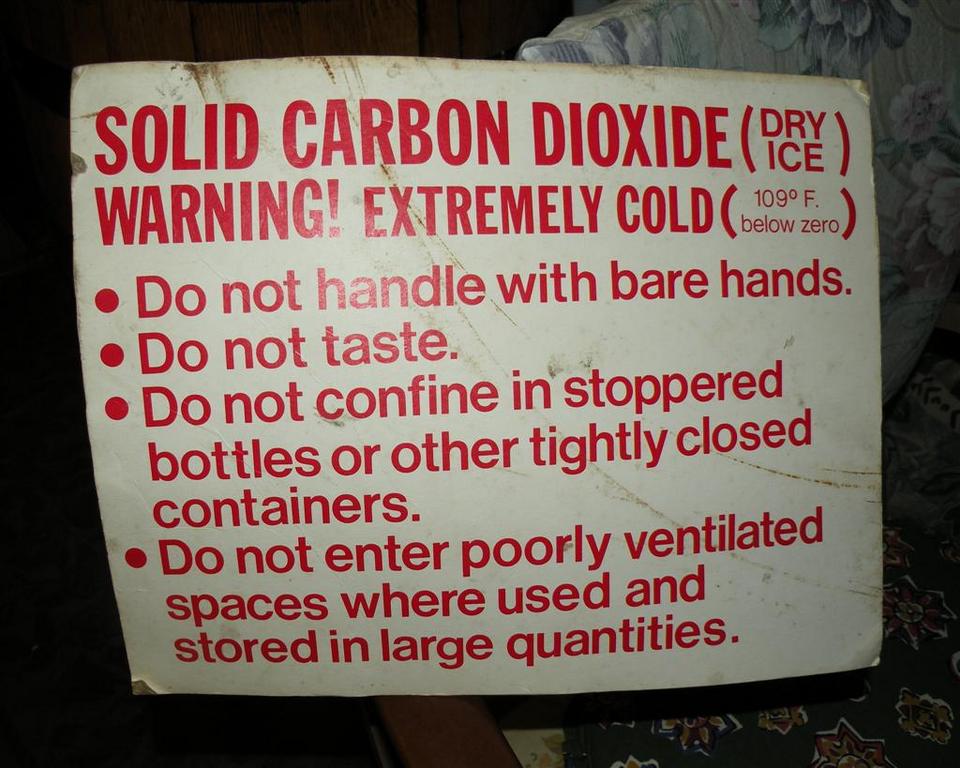 SOLID CARBON DIOXIDE (DRY ICE)
WARNING! EXTREMELY COLD (109º F. below zero)
• Do not handle with bare hands.
• Do not taste.
• Do not confine in stoppered
bottles or other tightly closed
containers.
• Do not enter poorly ventilated
spaces where used and
stored in large quantities.